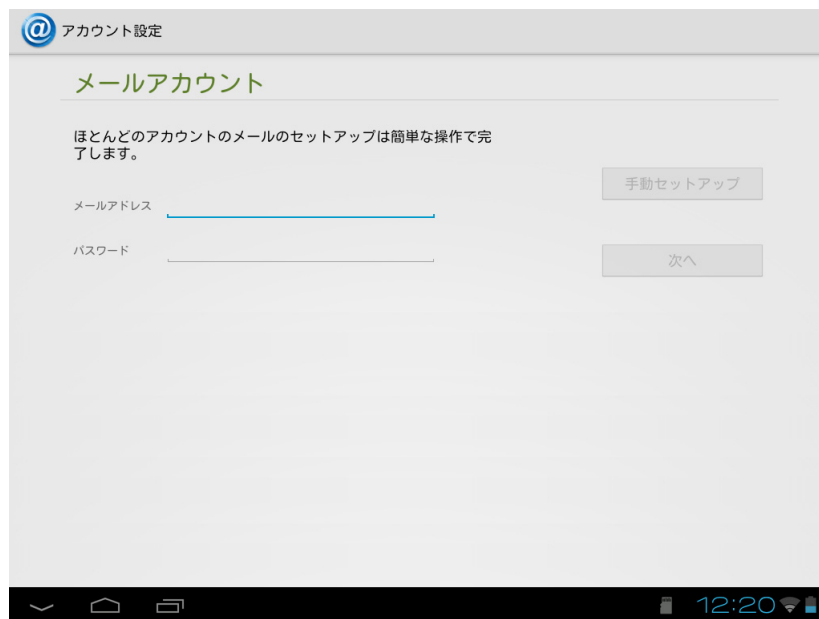 @ アカウント設定
メールアカウント
ほとんどのアカウントのメールのセットアップは簡単な操作で完
了します。
手動セットアップ
メールアドレス
パスワード
次へ
12:20